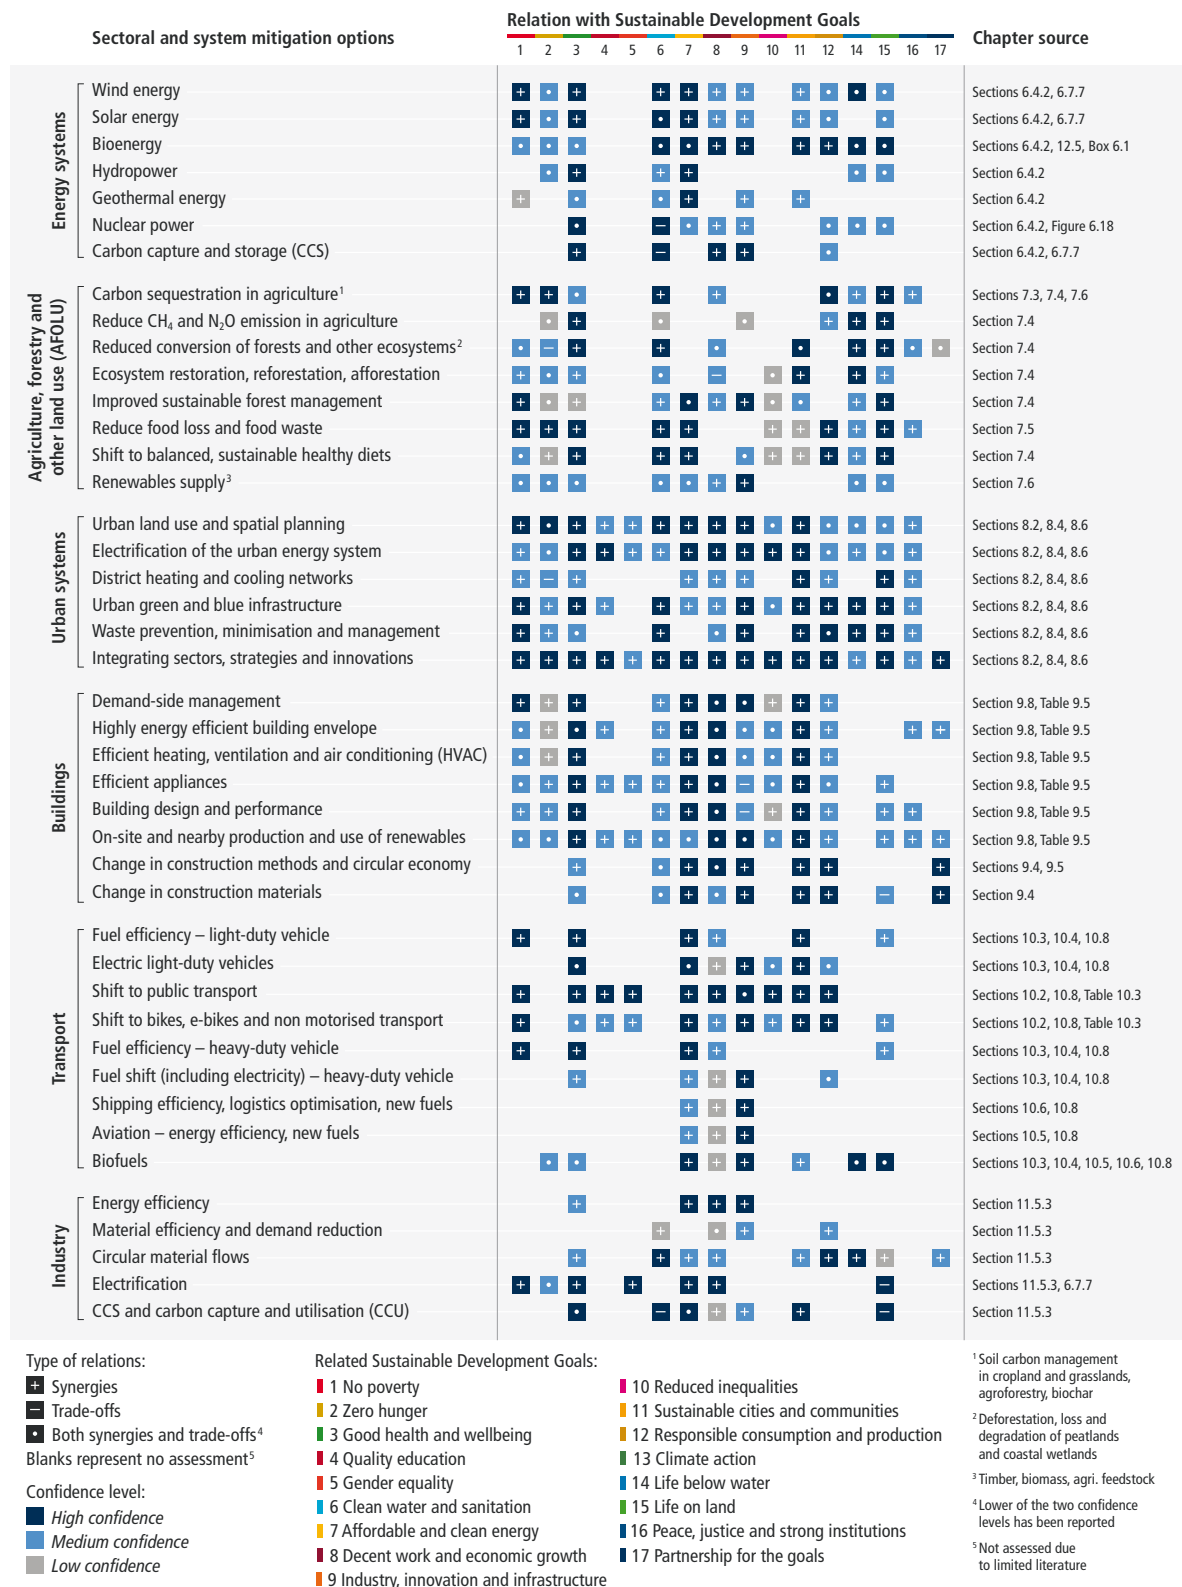 Relation with Sustainable Development Goals
Sectoral and system mitigation options
Chapter source
1 2 3 4 5 6 7 8 9 10 11 12 14 15 16 17
Energy systems
Wind energy Sections 6.4.2, 6.7.7
Solar energy Sections 6.4.2, 6.7.7
Bioenergy Sections 6.4.2, 12.5, Box 6.1
Hydropower Section 6.4.2
Geothermal energy Section 6.4.2
Nuclear power Section 6.4.2, Figure 6.18
Carbon capture and storage (CCS) Section 6.4.2, 6.7.7
Agriculture, forestry and
other land use (AFOLU)
Carbon sequestration in agriculture¹ Sections 7.3, 7.4, 7.6
Reduce CH₄ and N₂O emission in agriculture Section 7.4
Reduced conversion of forests and other ecosystems² Section 7.4
Ecosystem restoration, reforestation, afforestation Section 7.4
Improved sustainable forest management Section 7.4
Reduce food loss and food waste Section 7.5
Shift to balanced, sustainable healthy diets Section 7.4
Renewables supply³ Section 7.6
Urban systems
Urban land use and spatial planning Sections 8.2, 8.4, 8.6
Electrification of the urban energy system Sections 8.2, 8.4, 8.6
District heating and cooling networks Sections 8.2, 8.4, 8.6
Urban green and blue infrastructure Sections 8.2, 8.4, 8.6
Waste prevention, minimisation and management Sections 8.2, 8.4, 8.6
Integrating sectors, strategies and innovations Sections 8.2, 8.4, 8.6
Buildings
Demand-side management Section 9.8, Table 9.5
Highly energy efficient building envelope Section 9.8, Table 9.5
Efficient heating, ventilation and air conditioning (HVAC) Section 9.8, Table 9.5
Efficient appliances Section 9.8, Table 9.5
Building design and performance Section 9.8, Table 9.5
On-site and nearby production and use of renewables Section 9.8, Table 9.5
Change in construction methods and circular economy Sections 9.4, 9.5
Change in construction materials Section 9.4
Transport
Fuel efficiency – light-duty vehicle Sections 10.3, 10.4, 10.8
Electric light-duty vehicles Sections 10.3, 10.4, 10.8
Shift to public transport Sections 10.2, 10.8, Table 10.3
Shift to bikes, e-bikes and non motorised transport Sections 10.2, 10.8, Table 10.3
Fuel efficiency – heavy-duty vehicle Sections 10.3, 10.4, 10.8
Fuel shift (including electricity) – heavy-duty vehicle Sections 10.3, 10.4, 10.8
Shipping efficiency, logistics optimisation, new fuels Sections 10.6, 10.8
Aviation – energy efficiency, new fuels Sections 10.5, 10.8
Biofuels Sections 10.3, 10.4, 10.5, 10.6, 10.8
Industry
Energy efficiency Section 11.5.3
Material efficiency and demand reduction Section 11.5.3
Circular material flows Section 11.5.3
Electrification Sections 11.5.3, 6.7.7
CCS and carbon capture and utilisation (CCU) Section 11.5.3
Type of relations:
+ Synergies
– Trade-offs
• Both synergies and trade-offs⁴
Blanks represent no assessment⁵
Confidence level:
High confidence
Medium confidence
Low confidence
Related Sustainable Development Goals:
1 No poverty
2 Zero hunger
3 Good health and wellbeing
4 Quality education
5 Gender equality
6 Clean water and sanitation
7 Affordable and clean energy
8 Decent work and economic growth
9 Industry, innovation and infrastructure
10 Reduced inequalities
11 Sustainable cities and communities
12 Responsible consumption and production
13 Climate action
14 Life below water
15 Life on land
16 Peace, justice and strong institutions
17 Partnership for the goals
¹ Soil carbon management
in cropland and grasslands,
agroforestry, biochar
² Deforestation, loss and
degradation of peatlands
and coastal wetlands
³ Timber, biomass, agri. feedstock
⁴ Lower of the two confidence
levels has been reported
⁵ Not assessed due
to limited literature